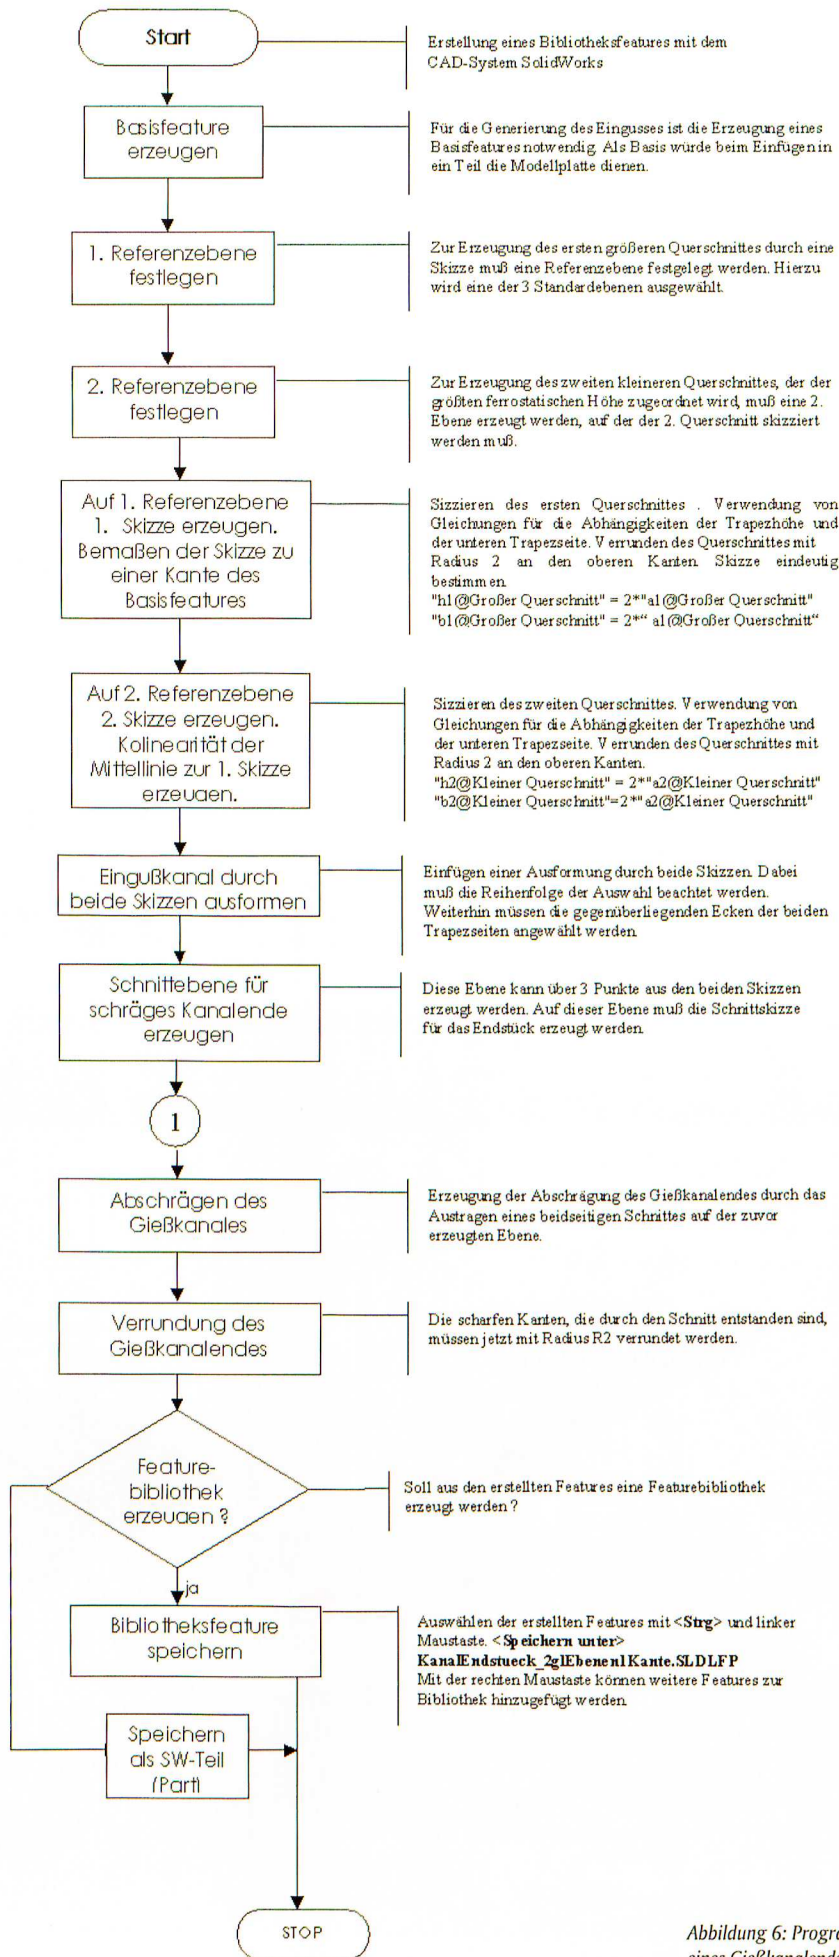 Start
Erstellung eines Bibliotheksfeatures mit dem
CAD-System SolidWorks
Basisfeature
erzeugen
Für die Generierung des Eingusses ist die Erzeugung eines
Basisfeatures notwendig. Als Basis würde beim Einfügen in
ein Teil die Modellplatte dienen.
1. Referenzebene
festlegen
Zur Erzeugung des ersten größeren Querschnittes durch eine
Skizze muß eine Referenzebene festgelegt werden. Hierzu
wird eine der 3 Standardebenen ausgewählt.
2. Referenzebene
festlegen
Zur Erzeugung des zweiten kleineren Querschnittes, der der
größten ferrostatischen Höhe zugeordnet wird, muß eine 2.
Ebene erzeugt werden, auf der der 2. Querschnitt skizziert
werden muß.
Auf 1. Referenzebene
1. Skizze erzeugen.
Bemaßen der Skizze zu
einer Kante des
Basisfeatures
Sizzieren des ersten Querschnittes . Verwendung von
Gleichungen für die Abhängigkeiten der Trapezhöhe und
der unteren Trapezseite. Verrunden des Querschnittes mit
Radius 2 an den oberen Kanten. Skizze eindeutig
bestimmen.
"h1@Großer Querschnitt" = 2*"a1@Großer Querschnitt"
"b1@Großer Querschnitt" = 2*“ a1@Großer Querschnitt“
Auf 2. Referenzebene
2. Skizze erzeugen.
Kolinearität der
Mittellinie zur 1. Skizze
erzeugen.
Sizzieren des zweiten Querschnittes. Verwendung von
Gleichungen für die Abhängigkeiten der Trapezhöhe und
der unteren Trapezseite. Verrunden des Querschnittes mit
Radius 2 an den oberen Kanten.
"h2@Kleiner Querschnitt" = 2*"a2@Kleiner Querschnitt"
"b2@Kleiner Querschnitt"=2*"a2@Kleiner Querschnitt"
Eingußkanal durch
beide Skizzen ausformen
Einfügen einer Ausformung durch beide Skizzen. Dabei
muß die Reihenfolge der Auswahl beachtet werden.
Weiterhin müssen die gegenüberliegenden Ecken der beiden
Trapezseiten angewählt werden.
Schnittebene für
schräges Kanalende
erzeugen
Diese Ebene kann über 3 Punkte aus den beiden Skizzen
erzeugt werden. Auf dieser Ebene muß die Schnittskizze
für das Endstück erzeugt werden.
1
Abschrägen des
Gießkanales
Erzeugung der Abschrägung des Gießkanalendes durch das
Austragen eines beidseitigen Schnittes auf der zuvor
erzeugten Ebene.
Verrundung des
Gießkanalendes
Die scharfen Kanten, die durch den Schnitt entstanden sind,
müssen jetzt mit Radius R2 verrundet werden.
Feature-
bibliothek
erzeugen ?
Soll aus den erstellten Features eine Featurebibliothek
erzeugt werden ?
ja
Bibliotheksfeature
speichern
Auswählen der erstellten Features mit <Strg> und linker
Maustaste. <Speichern unter>
KanalEndstueck_2glEbenen1Kante.SLDLFP
Mit der rechten Maustaste können weitere Features zur
Bibliothek hinzugefügt werden.
Speichern
als SW-Teil
(Part)
STOP
Abbildung 6: Progra
eines Gießkanalende